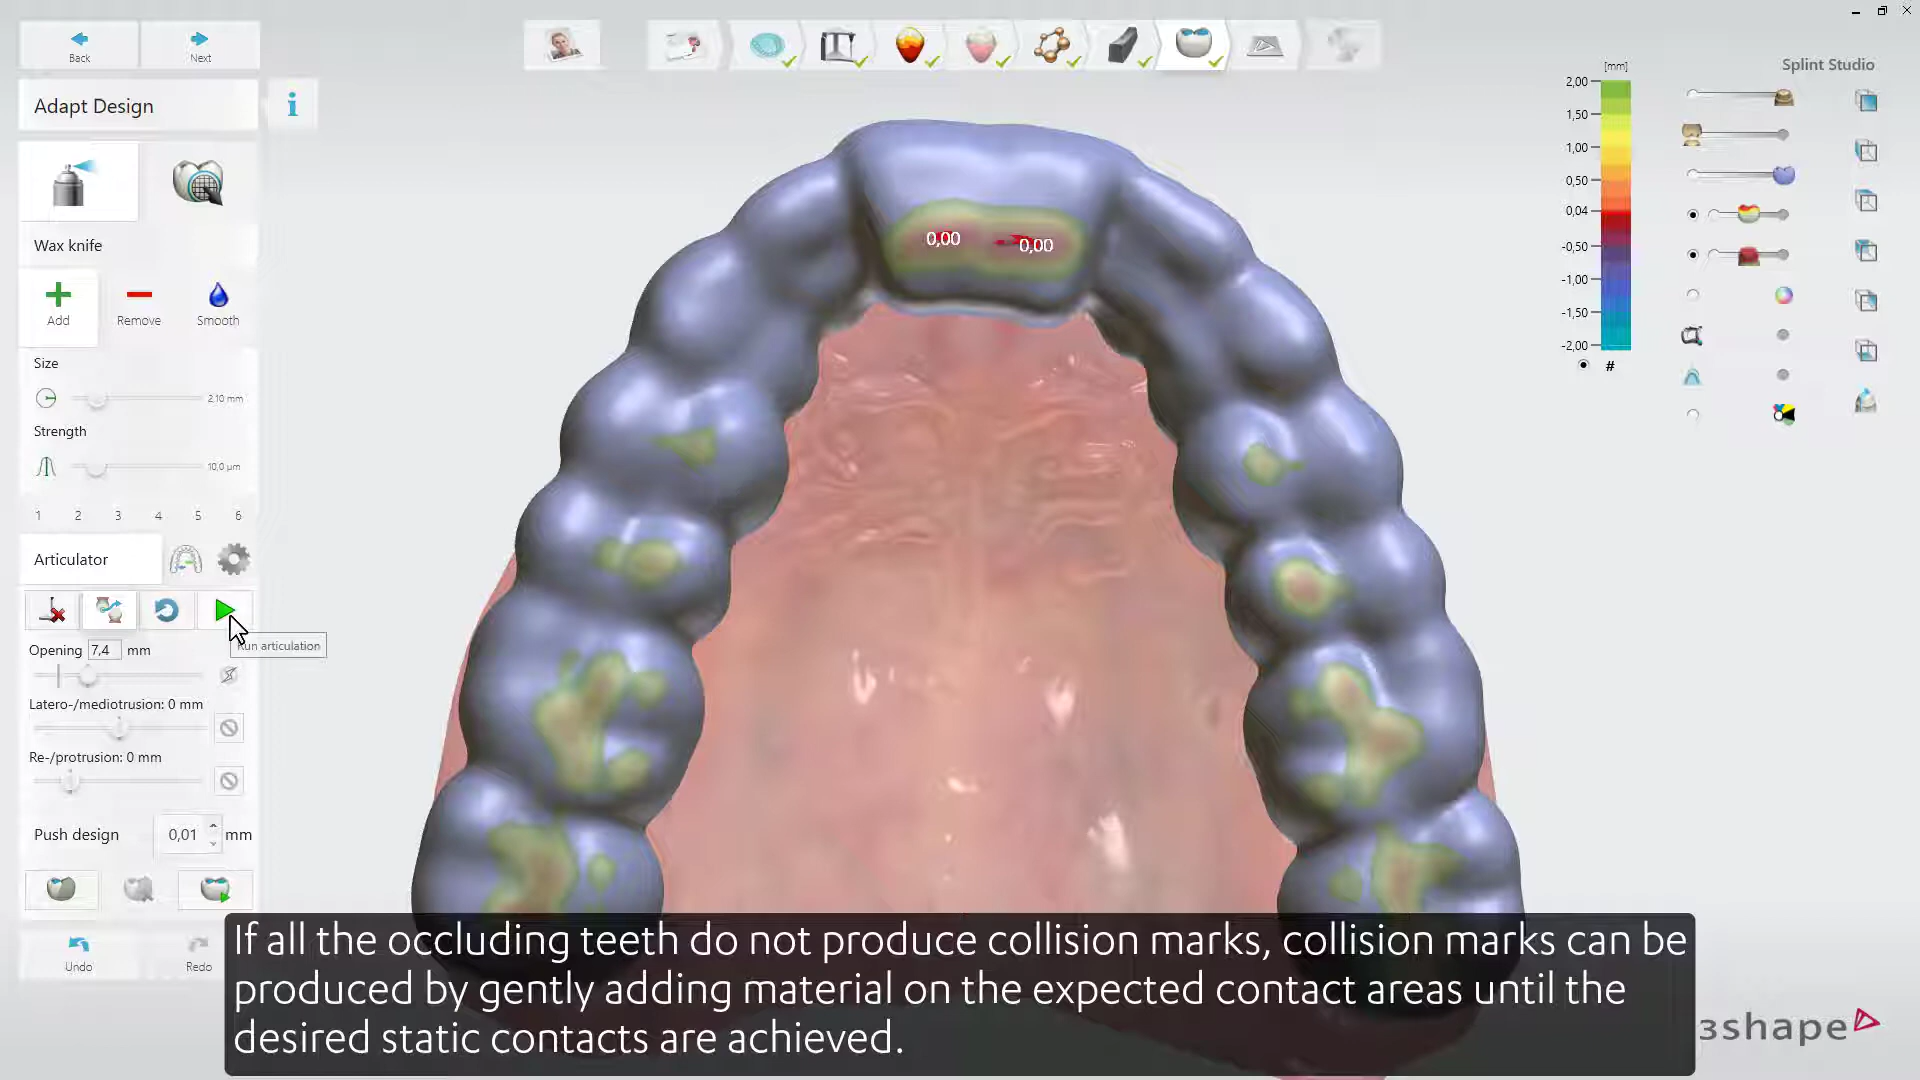 Back
Next
Splint Studio
Adapt Design
i
[mm]
2,00
1,50
1,00
0,50
0,04
-0,50
-1,00
-1,50
-2,00
#
0,00
0,00
Wax knife
Add
Remove
Smooth
Size
2,10 mm
Strength
10,0 µm
1 2 3 4 5 6
Articulator
Run articulation
Opening 7,4 mm
Latero-/mediotrusion: 0 mm
Re-/protrusion: 0 mm
Push design 0,01 mm
Undo
Redo
If all the occluding teeth do not produce collision marks, collision marks can be
produced by gently adding material on the expected contact areas until the
desired static contacts are achieved.
3shape